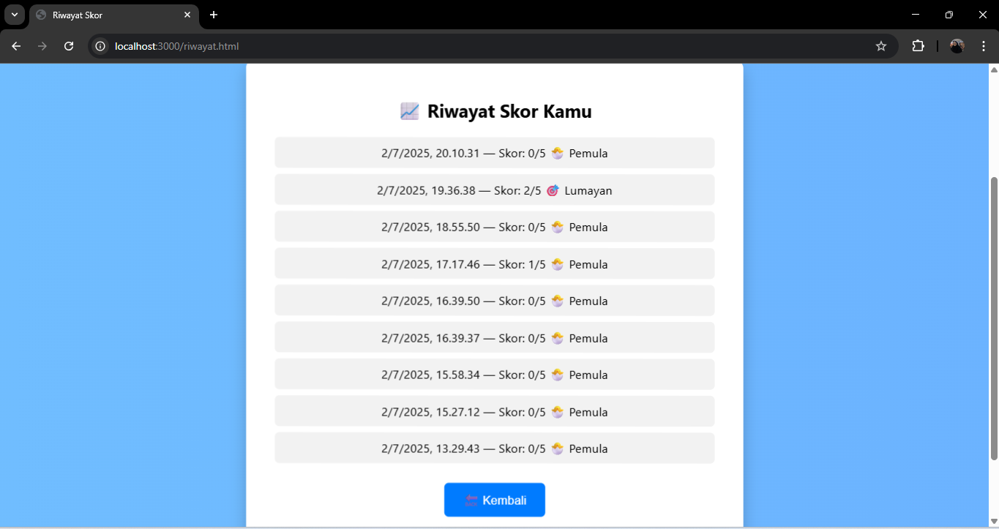 Riwayat Skor
localhost:3000/riwayat.html
Riwayat Skor Kamu
2/7/2025, 20.10.31 — Skor: 0/5 🐣 Pemula
2/7/2025, 19.36.38 — Skor: 2/5 🎯 Lumayan
2/7/2025, 18.55.50 — Skor: 0/5 🐣 Pemula
2/7/2025, 17.17.46 — Skor: 1/5 🐣 Pemula
2/7/2025, 16.39.50 — Skor: 0/5 🐣 Pemula
2/7/2025, 16.39.37 — Skor: 0/5 🐣 Pemula
2/7/2025, 15.58.34 — Skor: 0/5 🐣 Pemula
2/7/2025, 15.27.12 — Skor: 0/5 🐣 Pemula
2/7/2025, 13.29.43 — Skor: 0/5 🐣 Pemula
Kembali